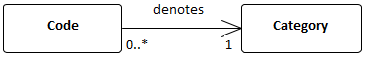 denotes
Code
Category
0..*
1